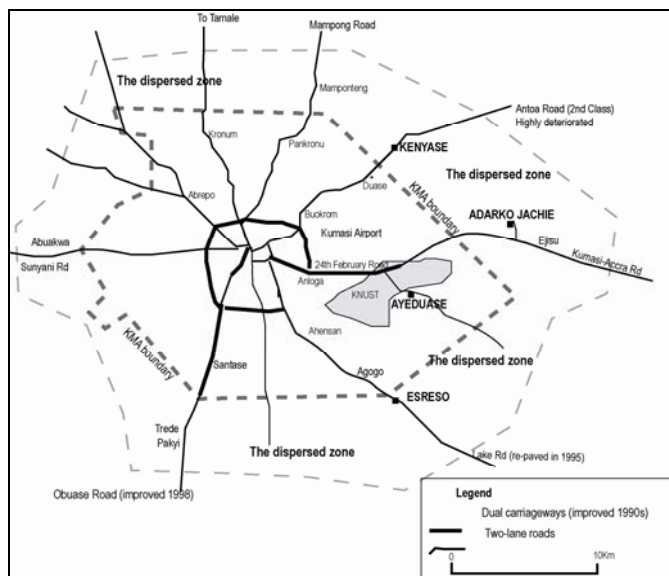 To Tamale
Mampong Road
The dispersed zone
Mamponteng
Antoa Road (2nd Class)
Highly deteriorated
Kronum
Pankronu
KENYASE
The dispersed zone
Duase
KMA boundary
Abrepo
ADARKO JACHIE
Buokrom
Abuakwa
Kumasi Airport
Ejisu
Sunyani Rd
24th February Road
Kumasi-Accra Rd
Anloga
KNUST
AYEDUASE
KMA boundary
Ahensan
The dispersed zone
Santase
Agogo
ESRESO
Trede
Pakyi
The dispersed zone
Lake Rd (re-paved in 1995)
Obuase Road (improved 1998)
Legend
Dual carriageways (improved 1990s)
Two-lane roads
0 10Km